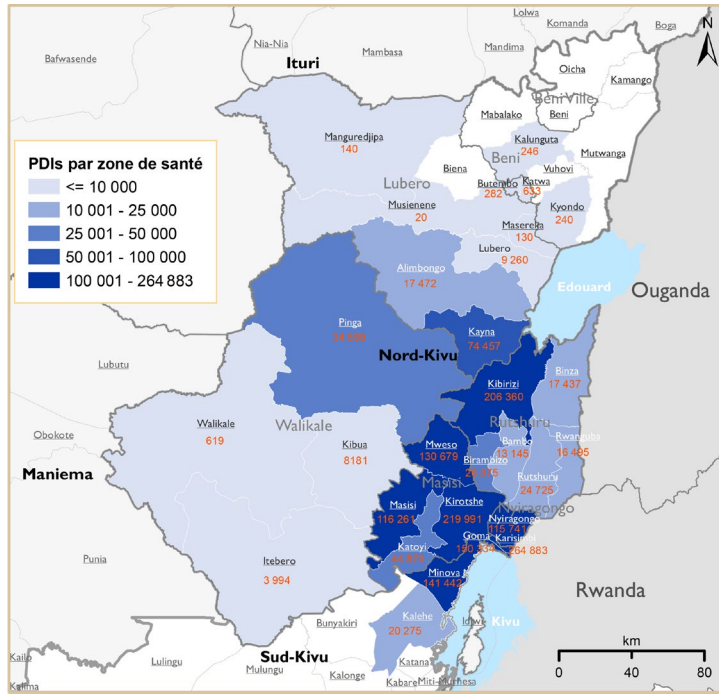 Lolwa
Boga
N
Komanda
Nia-Nia
Mandima
Mambasa
Bafwasende
Ituri
Oicha
Kamango
Beni Ville
Mabalako
Beni
Manguredjipa
140
Kalunguta
246
Mutwanga
Beni
Biena
Vuhovi
PDIs par zone de santé
<= 10 000
10 001 - 25 000
25 001 - 50 000
50 001 - 100 000
100 001 - 264 883
Lubero
Butembo
282
Katwa
633
Musienene
20
Kyondo
240
Masereka
130
Lubero
9 260
Alimbongo
17 472
Edouard
Ouganda
Pinga
Kayna
74 457
Nord-Kivu
Binza
17 437
Kibirizi
206 360
Lubutu
Walikale
619
Walikale
Rutshuru
Obokote
Kibua
8181
Mweso
130 679
Bambo
13 145
Rwanguba
16 495
Birambizo
Maniema
Masisi
Rutshuru
24 725
Nyiragongo
Masisi
116 261
Kirotshe
219 991
Nyiragongo
115 741
Goma
Karisimbi
264 883
Katoyi
Punia
Itebero
3 994
Minova
141 442
Rwanda
Bunyakiri
Kalehe
20 275
Idjwi
Kivu
km
0 40 80
Sud-Kivu
Kailo
Lulingu
Mulungu
Kalonge
Katana
Kabare
Miti-Murhesa
Kalima